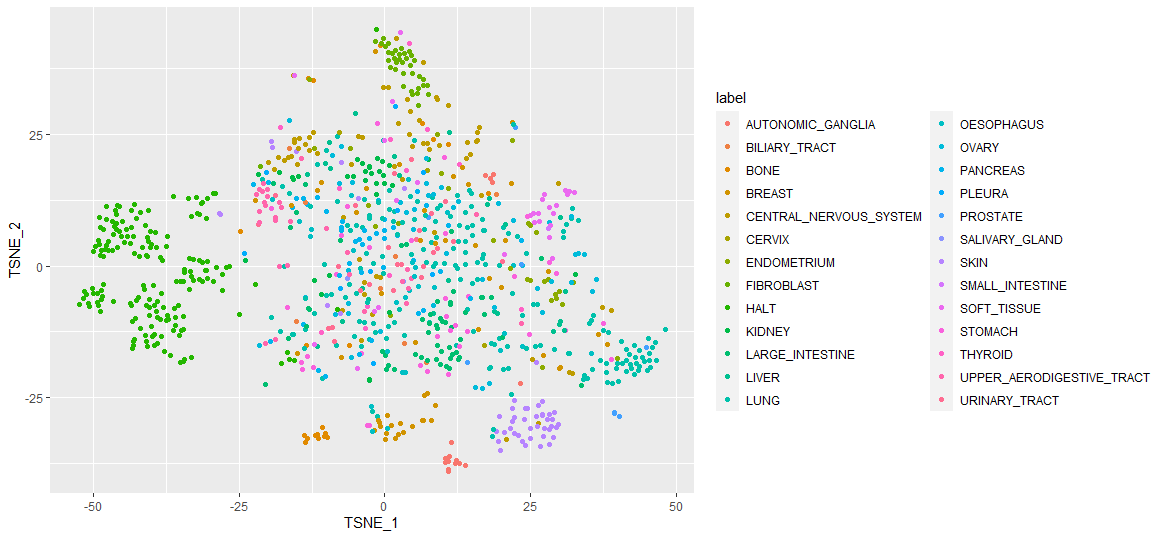 25
0
-25
-50
-25
0
25
50
TSNE_2
TSNE_1
label
AUTONOMIC_GANGLIA
BILIARY_TRACT
BONE
BREAST
CENTRAL_NERVOUS_SYSTEM
CERVIX
ENDOMETRIUM
FIBROBLAST
HALT
KIDNEY
LARGE_INTESTINE
LIVER
LUNG
OESOPHAGUS
OVARY
PANCREAS
PLEURA
PROSTATE
SALIVARY_GLAND
SKIN
SMALL_INTESTINE
SOFT_TISSUE
STOMACH
THYROID
UPPER_AERODIGESTIVE_TRACT
URINARY_TRACT